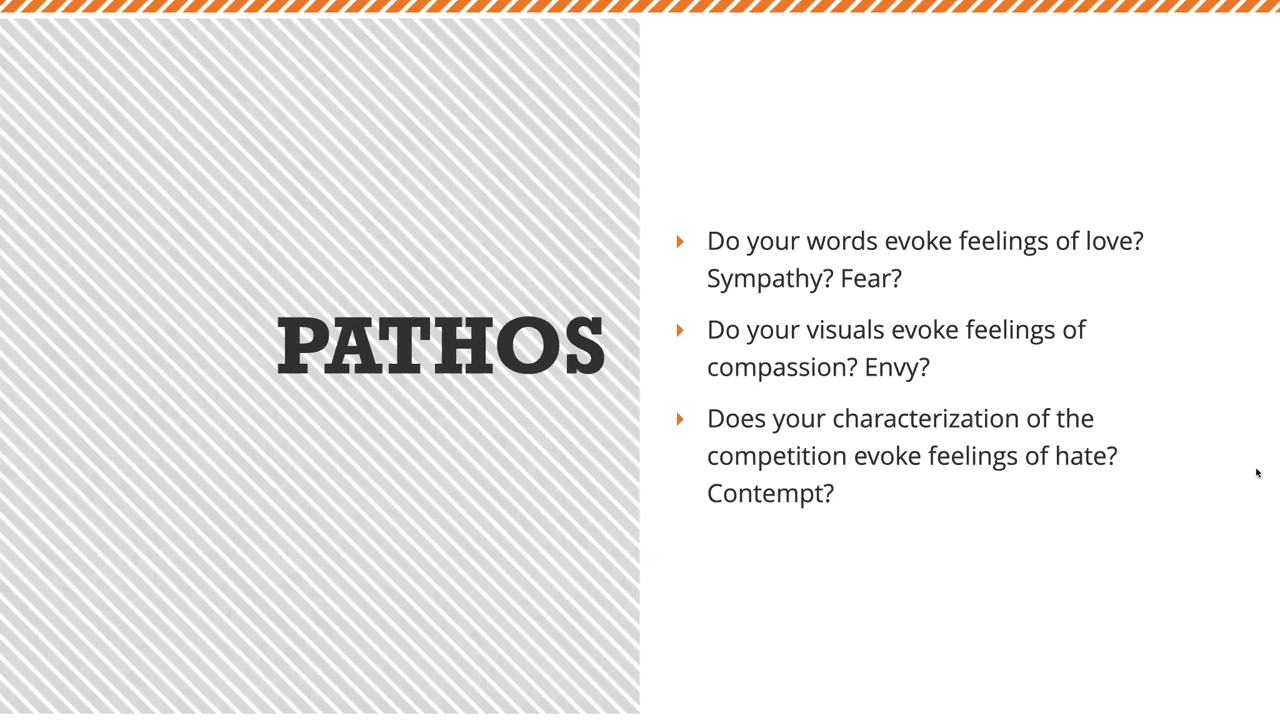 PATHOS
Do your words evoke feelings of love?
Sympathy? Fear?
Do your visuals evoke feelings of
compassion? Envy?
Does your characterization of the
competition evoke feelings of hate?
Contempt?